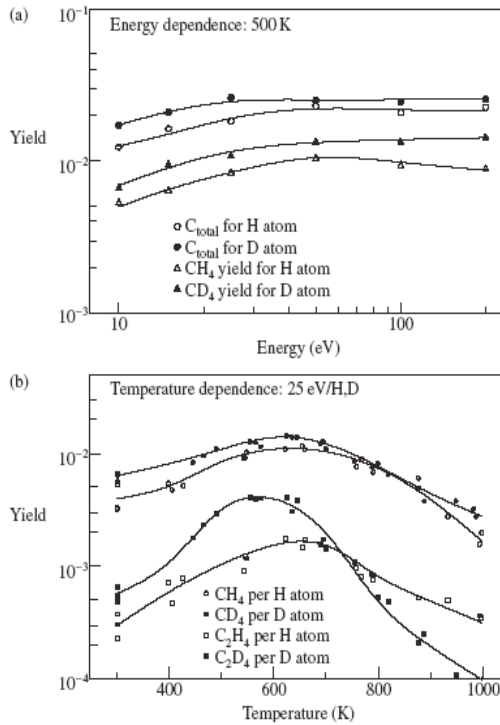 (a)
10⁻¹
Energy dependence: 500 K
Yield
10⁻²
C_total for H atom
C_total for D atom
CH₄ yield for H atom
CD₄ yield for D atom
10⁻³
10
100
Energy (eV)
(b)
Temperature dependence: 25 eV/H,D
10⁻²
Yield
10⁻³
CH₄ per H atom
CD₄ per D atom
C₂H₄ per H atom
C₂D₄ per D atom
10⁻⁴
400
600
800
1000
Temperature (K)